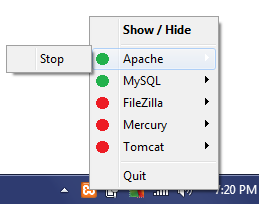 Show / Hide
Stop
Apache
MySQL
FileZilla
Mercury
Tomcat
Quit
7:20 PM